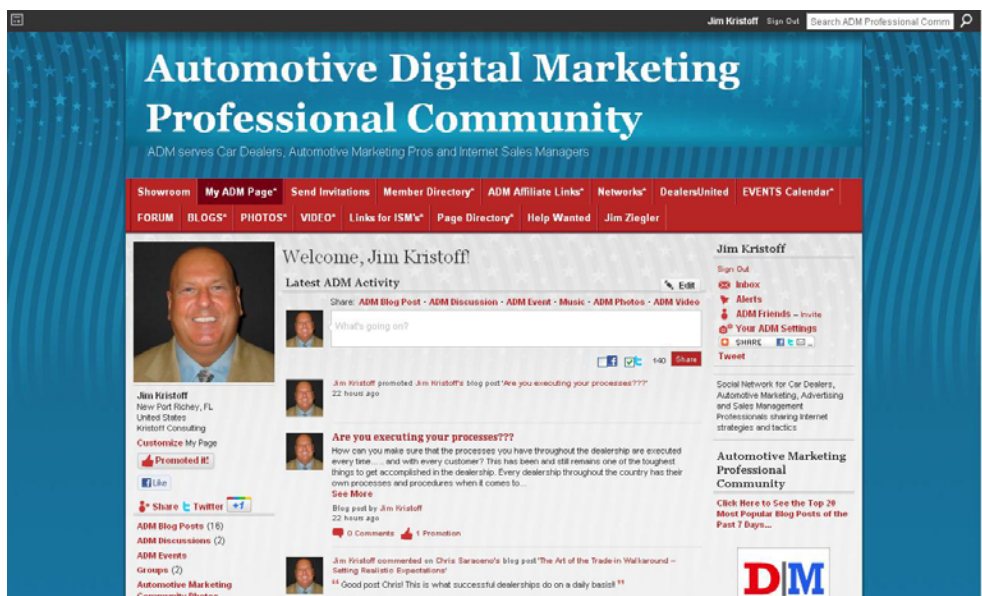 Jim Kristoff Sign Out Search ADM Professional Comm
Automotive Digital Marketing
Professional Community
ADM serves Car Dealers, Automotive Marketing Pros and Internet Sales Managers
Showroom My ADM Page* Send Invitations Member Directory* ADM Affiliate Links* Networks* DealersUnited EVENTS Calendar*
FORUM BLOGS* PHOTOS* VIDEO* Links for ISM's* Page Directory* Help Wanted Jim Ziegler
Jim Kristoff
New Port Richey, FL
United States
Kristoff Consulting
Customize My Page
Promoted it!
Like
Share Twitter +1
ADM Blog Posts (16)
ADM Discussions (2)
ADM Events
Groups (2)
Automotive Marketing
Community Photos
Welcome, Jim Kristoff!
Latest ADM Activity
Edit
Share: ADM Blog Post - ADM Discussion - ADM Event - Music - ADM Photos - ADM Video
What's going on?
140 Share
Jim Kristoff promoted Jim Kristoff's blog post 'Are you executing your processes???'
22 hours ago
Are you executing your processes???
How can you make sure that the processes you have throughout the dealership are executed
every time..... and with every customer? This has been and still remains one of the toughest
things to get accomplished in the dealership. Every dealership throughout the country has their
own processes and procedures when it comes to...
See More
Blog post by Jim Kristoff
22 hours ago
0 Comments 1 Promotion
Jim Kristoff commented on Chris Saraceno's blog post 'The Art of the Trade-in Walkaround –
Setting Realistic Expectations'
"Good post Chris! This is what successful dealerships do on a daily basis!!"
Jim Kristoff
Sign Out
Inbox
Alerts
ADM Friends – Invite
Your ADM Settings
SHARE
Tweet
Social Network for Car Dealers,
Automotive Marketing, Advertising
and Sales Management
Professionals sharing Internet
strategies and tactics
Automotive Marketing
Professional
Community
Click Here to See the Top 20
Most Popular Blog Posts of the
Past 7 Days...
D|M